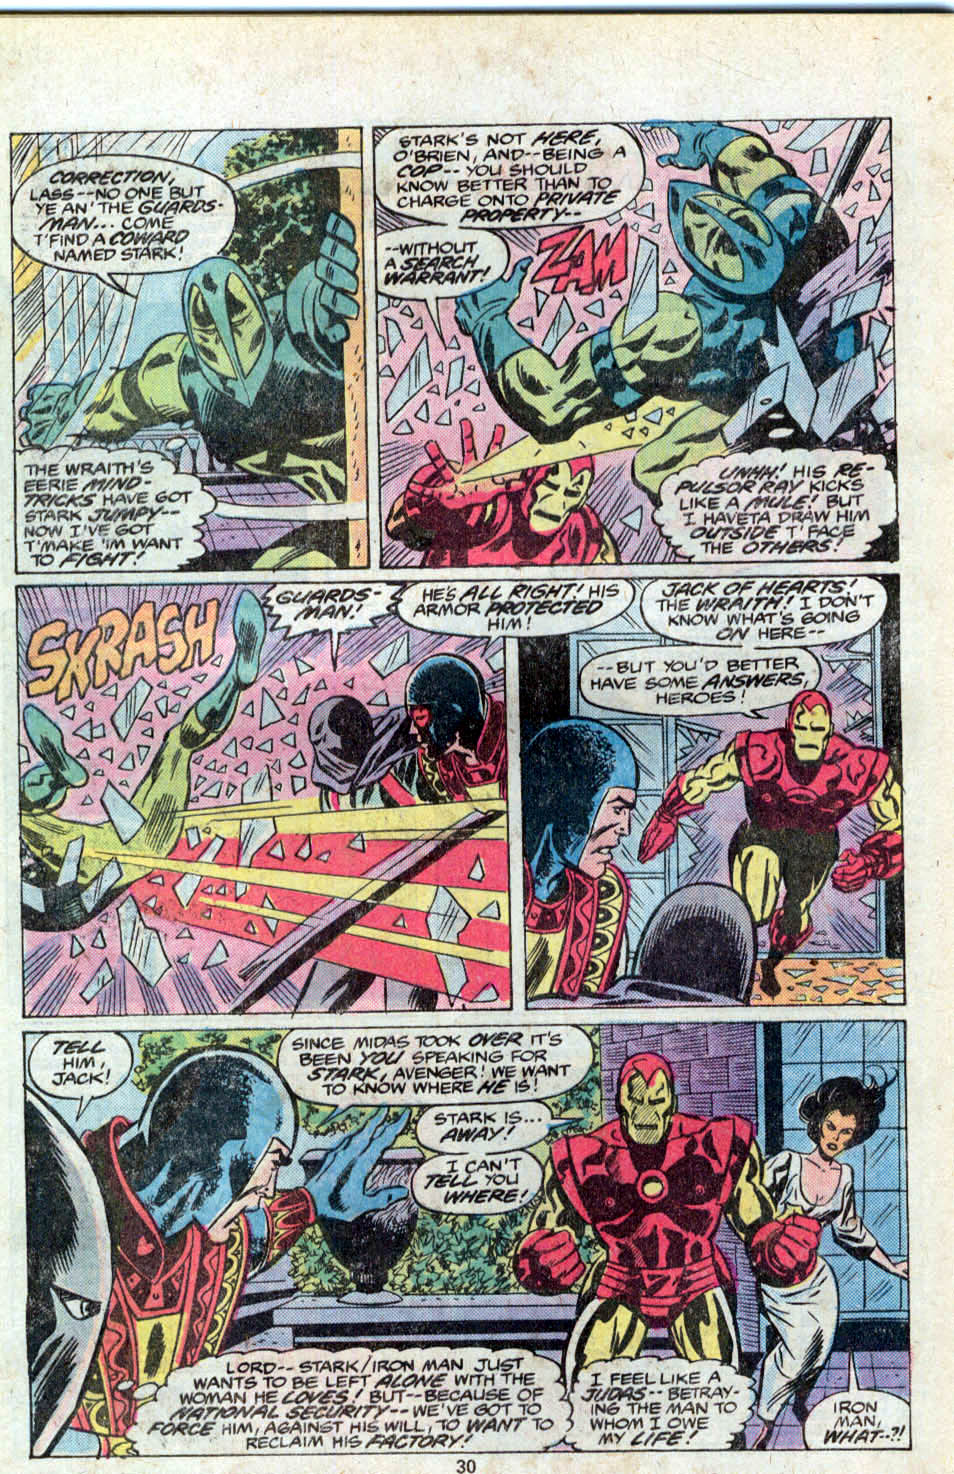 CORRECTION,
LASS--NO ONE BUT
YE AN' THE GUARDS-
MAN... COME
T'FIND A COWARD
NAMED STARK!
THE WRAITH'S
EERIE MIND-
TRICKS HAVE GOT
STARK JUMPY--
NOW I'VE GOT
T'MAKE 'IM WANT
TO FIGHT!
STARK'S NOT HERE,
O'BRIEN, AND--BEING A
COP--YOU SHOULD
KNOW BETTER THAN TO
CHARGE ONTO PRIVATE
PROPERTY--
--WITHOUT
A SEARCH
WARRANT!
ZAM
UNHH! HIS RE-
PULSOR RAY KICKS
LIKE A MULE! BUT
I HAVETA DRAW HIM
OUTSIDE T'FACE
THE OTHERS!
SKRASH
GUARDS-
MAN!
HE'S ALL RIGHT! HIS
ARMOR PROTECTED
HIM!
JACK OF HEARTS!
THE WRAITH! I DON'T
KNOW WHAT'S GOING
ON HERE--
--BUT YOU'D BETTER
HAVE SOME ANSWERS,
HEROES!
TELL
HIM,
JACK!
SINCE MIDAS TOOK OVER IT'S
BEEN YOU SPEAKING FOR
STARK, AVENGER! WE WANT
TO KNOW WHERE HE IS!
STARK IS...
AWAY!
I CAN'T
TELL YOU
WHERE!
LORD--STARK/IRON MAN JUST
WANTS TO BE LEFT ALONE WITH THE
WOMAN HE LOVES! BUT--BECAUSE OF
NATIONAL SECURITY--WE'VE GOT TO
FORCE HIM, AGAINST HIS WILL, TO WANT TO
RECLAIM HIS FACTORY!
I FEEL LIKE A
JUDAS--BETRAY-
ING THE MAN TO
WHOM I OWE
MY LIFE!
IRON
MAN,
WHAT--?!
30